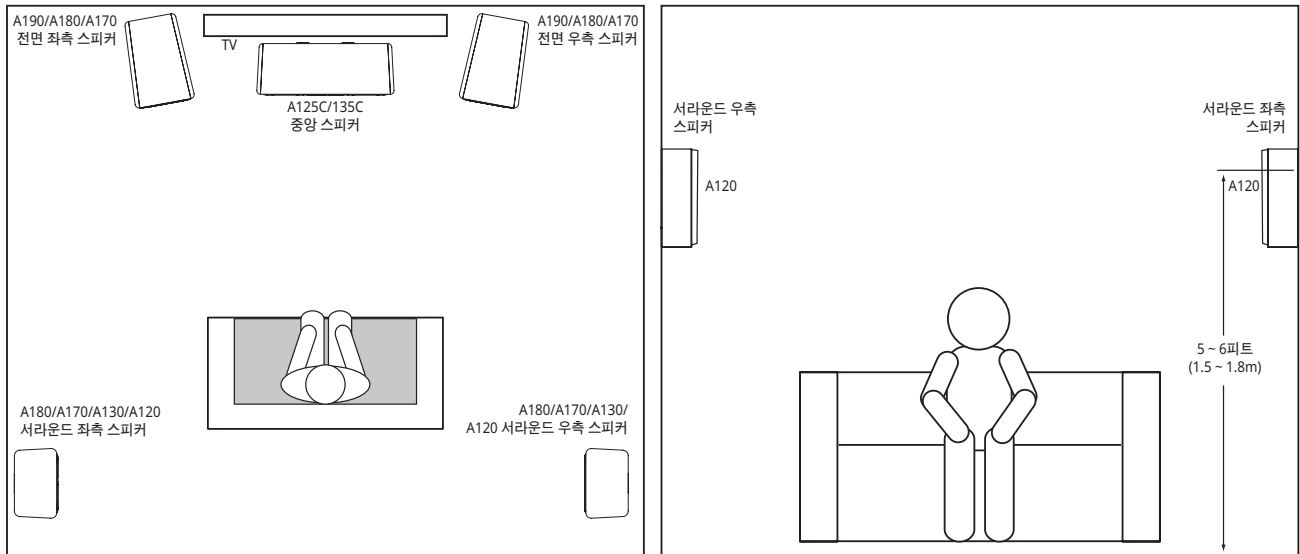 A190/A180/A170
전면 좌측 스피커
TV
A190/A180/A170
전면 우측 스피커
A125C/135C
중앙 스피커
A180/A170/A130/A120
서라운드 좌측 스피커
A180/A170/A130/
A120 서라운드 우측 스피커
서라운드 우측
스피커
A120
서라운드 좌측
스피커
A120
5 ~ 6피트
(1.5 ~ 1.8m)